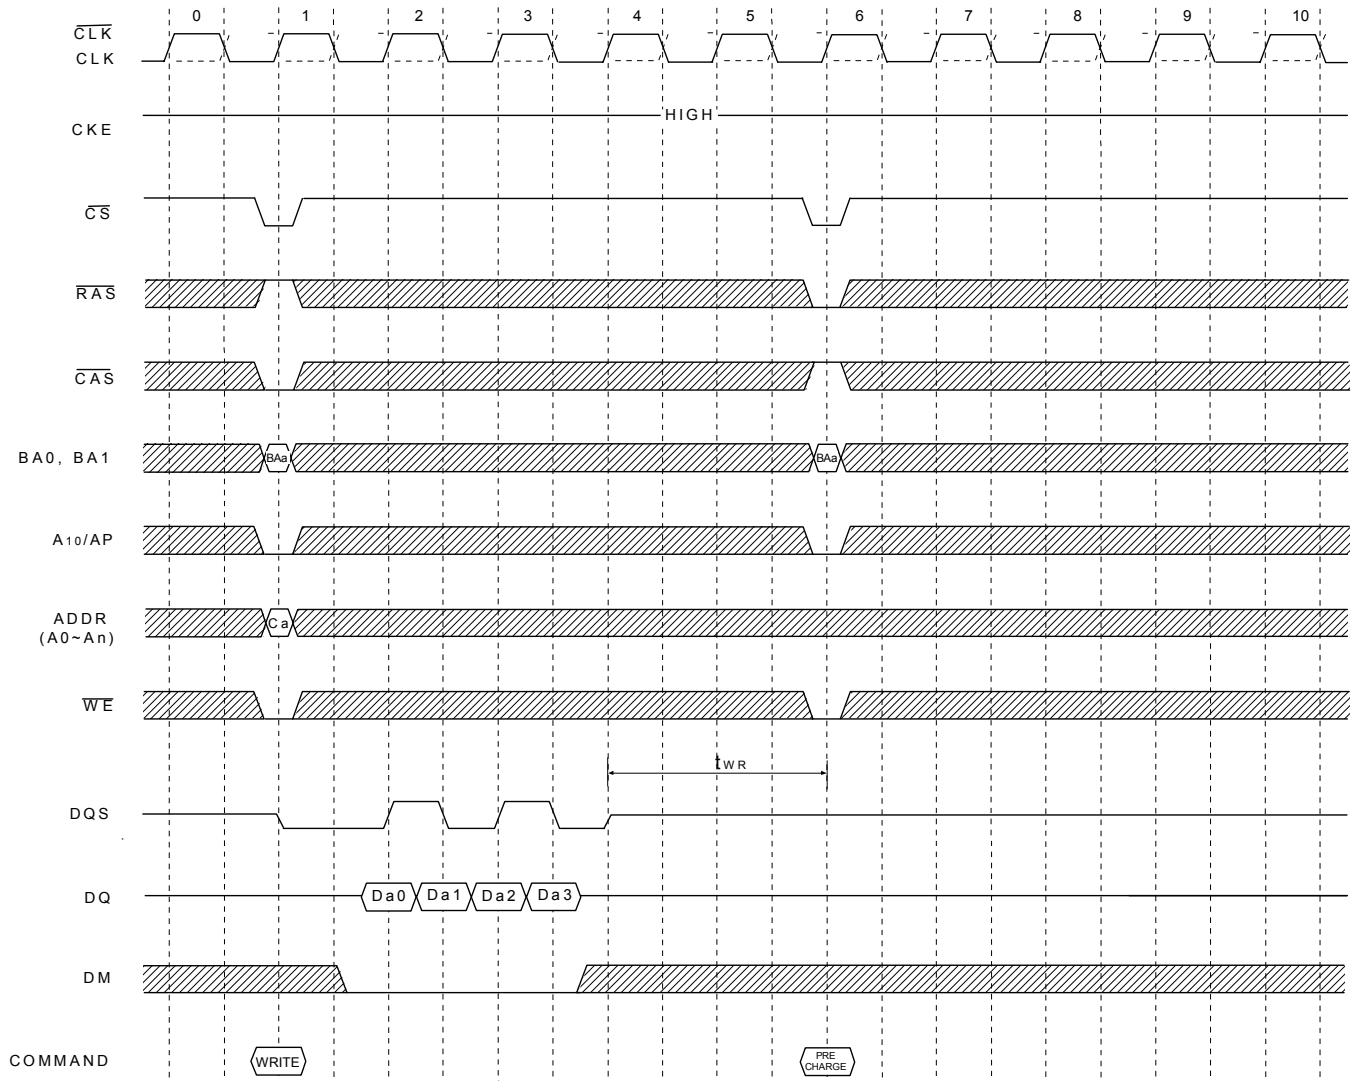 0 1 2 3 4 5 6 7 8 9 10
CLK
CLK
HIGH
CKE
CS
RAS
CAS
BA0, BA1 BAa BAa
A10/AP
ADDR
(A0~An) Ca
WE
tWR
DQS
DQ Da0 Da1 Da2 Da3
DM
COMMAND WRITE PRE
CHARGE